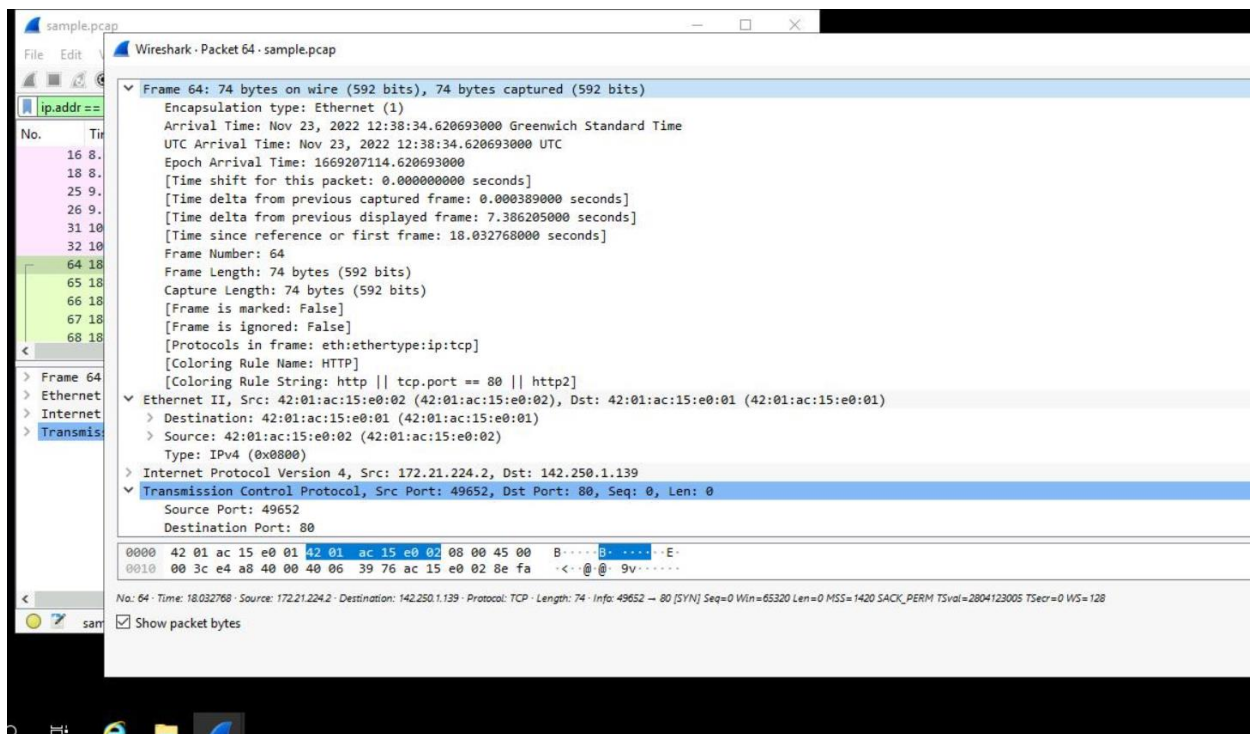 sample.pcap
Wireshark · Packet 64 · sample.pcap
File Edit
ip.addr ==
No.
16 8.
18 8.
25 9.
26 9.
31 10
32 10
64 18
65 18
66 18
67 18
68 18
Frame 64
Ethernet
Internet
Frame 64: 74 bytes on wire (592 bits), 74 bytes captured (592 bits)
Encapsulation type: Ethernet (1)
Arrival Time: Nov 23, 2022 12:38:34.620693000 Greenwich Standard Time
UTC Arrival Time: Nov 23, 2022 12:38:34.620693000 UTC
Epoch Arrival Time: 1669207114.620693000
[Time shift for this packet: 0.000000000 seconds]
[Time delta from previous captured frame: 0.000389000 seconds]
[Time delta from previous displayed frame: 7.386205000 seconds]
[Time since reference or first frame: 18.032768000 seconds]
Frame Number: 64
Frame Length: 74 bytes (592 bits)
Capture Length: 74 bytes (592 bits)
[Frame is marked: False]
[Frame is ignored: False]
[Protocols in frame: eth:ethertype:ip:tcp]
[Coloring Rule Name: HTTP]
[Coloring Rule String: http || tcp.port == 80 || http2]
Ethernet II, Src: 42:01:ac:15:e0:02 (42:01:ac:15:e0:02), Dst: 42:01:ac:15:e0:01 (42:01:ac:15:e0:01)
Destination: 42:01:ac:15:e0:01 (42:01:ac:15:e0:01)
Source: 42:01:ac:15:e0:02 (42:01:ac:15:e0:02)
Type: IPv4 (0x0800)
Internet Protocol Version 4, Src: 172.21.224.2, Dst: 142.250.1.139
Transmission Control Protocol, Src Port: 49652, Dst Port: 80, Seq: 0, Len: 0
Source Port: 49652
Destination Port: 80
0000 42 01 ac 15 e0 01 42 01 ac 15 e0 02 08 00 45 00 B·····B· ······E·
0010 00 3c e4 a8 40 00 40 06 39 76 ac 15 e0 02 8e fa ·<··@·@· 9v······
No.: 64 · Time: 18.032768 · Source: 172.21.224.2 · Destination: 142.250.1.139 · Protocol: TCP · Length: 74 · Info: 49652 → 80 [SYN] Seq=0 Win=65320 Len=0 MSS=1420 SACK_PERM TSval=2804123005 TSecr=0 WS=128
Show packet bytes